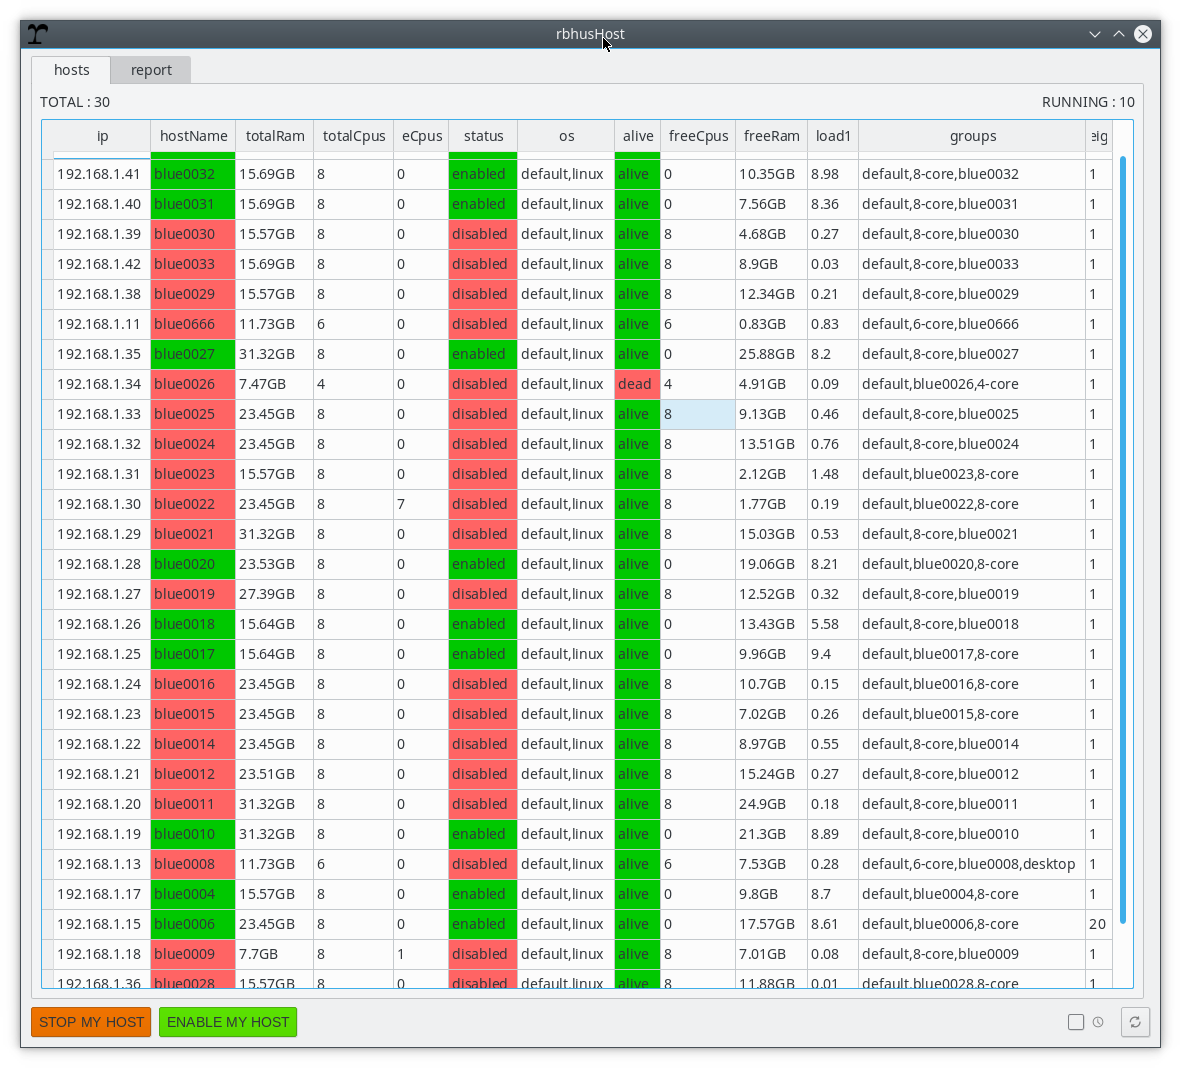 rbhusHost
hosts report
TOTAL : 30 RUNNING : 10
ip hostName totalRam totalCpus eCpus status os alive freeCpus freeRam load1 groups eig
192.168.1.41 blue0032 15.69GB 8 0 enabled default,linux alive 0 10.35GB 8.98 default,8-core,blue0032 1
192.168.1.40 blue0031 15.69GB 8 0 enabled default,linux alive 0 7.56GB 8.36 default,8-core,blue0031 1
192.168.1.39 blue0030 15.57GB 8 0 disabled default,linux alive 8 4.68GB 0.27 default,8-core,blue0030 1
192.168.1.42 blue0033 15.69GB 8 0 disabled default,linux alive 8 8.9GB 0.03 default,8-core,blue0033 1
192.168.1.38 blue0029 15.57GB 8 0 disabled default,linux alive 8 12.34GB 0.21 default,8-core,blue0029 1
192.168.1.11 blue0666 11.73GB 6 0 disabled default,linux alive 6 0.83GB 0.83 default,6-core,blue0666 1
192.168.1.35 blue0027 31.32GB 8 0 enabled default,linux alive 0 25.88GB 8.2 default,8-core,blue0027 1
192.168.1.34 blue0026 7.47GB 4 0 disabled default,linux dead 4 4.91GB 0.09 default,blue0026,4-core 1
192.168.1.33 blue0025 23.45GB 8 0 disabled default,linux alive 8 9.13GB 0.46 default,8-core,blue0025 1
192.168.1.32 blue0024 23.45GB 8 0 disabled default,linux alive 8 13.51GB 0.76 default,8-core,blue0024 1
192.168.1.31 blue0023 15.57GB 8 0 disabled default,linux alive 8 2.12GB 1.48 default,blue0023,8-core 1
192.168.1.30 blue0022 23.45GB 8 7 disabled default,linux alive 8 1.77GB 0.19 default,blue0022,8-core 1
192.168.1.29 blue0021 31.32GB 8 0 disabled default,linux alive 8 15.03GB 0.53 default,8-core,blue0021 1
192.168.1.28 blue0020 23.53GB 8 0 enabled default,linux alive 0 19.06GB 8.21 default,blue0020,8-core 1
192.168.1.27 blue0019 27.39GB 8 0 disabled default,linux alive 8 12.52GB 0.32 default,8-core,blue0019 1
192.168.1.26 blue0018 15.64GB 8 0 enabled default,linux alive 0 13.43GB 5.58 default,8-core,blue0018 1
192.168.1.25 blue0017 15.64GB 8 0 enabled default,linux alive 0 9.96GB 9.4 default,blue0017,8-core 1
192.168.1.24 blue0016 23.45GB 8 0 disabled default,linux alive 8 10.7GB 0.15 default,blue0016,8-core 1
192.168.1.23 blue0015 23.45GB 8 0 disabled default,linux alive 8 7.02GB 0.26 default,blue0015,8-core 1
192.168.1.22 blue0014 23.45GB 8 0 disabled default,linux alive 8 8.97GB 0.55 default,8-core,blue0014 1
192.168.1.21 blue0012 23.51GB 8 0 disabled default,linux alive 8 15.24GB 0.27 default,8-core,blue0012 1
192.168.1.20 blue0011 31.32GB 8 0 disabled default,linux alive 8 24.9GB 0.18 default,8-core,blue0011 1
192.168.1.19 blue0010 31.32GB 8 0 enabled default,linux alive 0 21.3GB 8.89 default,8-core,blue0010 1
192.168.1.13 blue0008 11.73GB 6 0 disabled default,linux alive 6 7.53GB 0.28 default,6-core,blue0008,desktop 1
192.168.1.17 blue0004 15.57GB 8 0 enabled default,linux alive 0 9.8GB 8.7 default,blue0004,8-core 1
192.168.1.15 blue0006 23.45GB 8 0 enabled default,linux alive 0 17.57GB 8.61 default,blue0006,8-core 20
192.168.1.18 blue0009 7.7GB 8 1 disabled default,linux alive 8 7.01GB 0.08 default,8-core,blue0009 1
192.168.1.36 blue0028 15.57GB 8 0 disabled default,linux alive 8 11.88GB 0.01 default,blue0028,8-core 1
STOP MY HOST ENABLE MY HOST